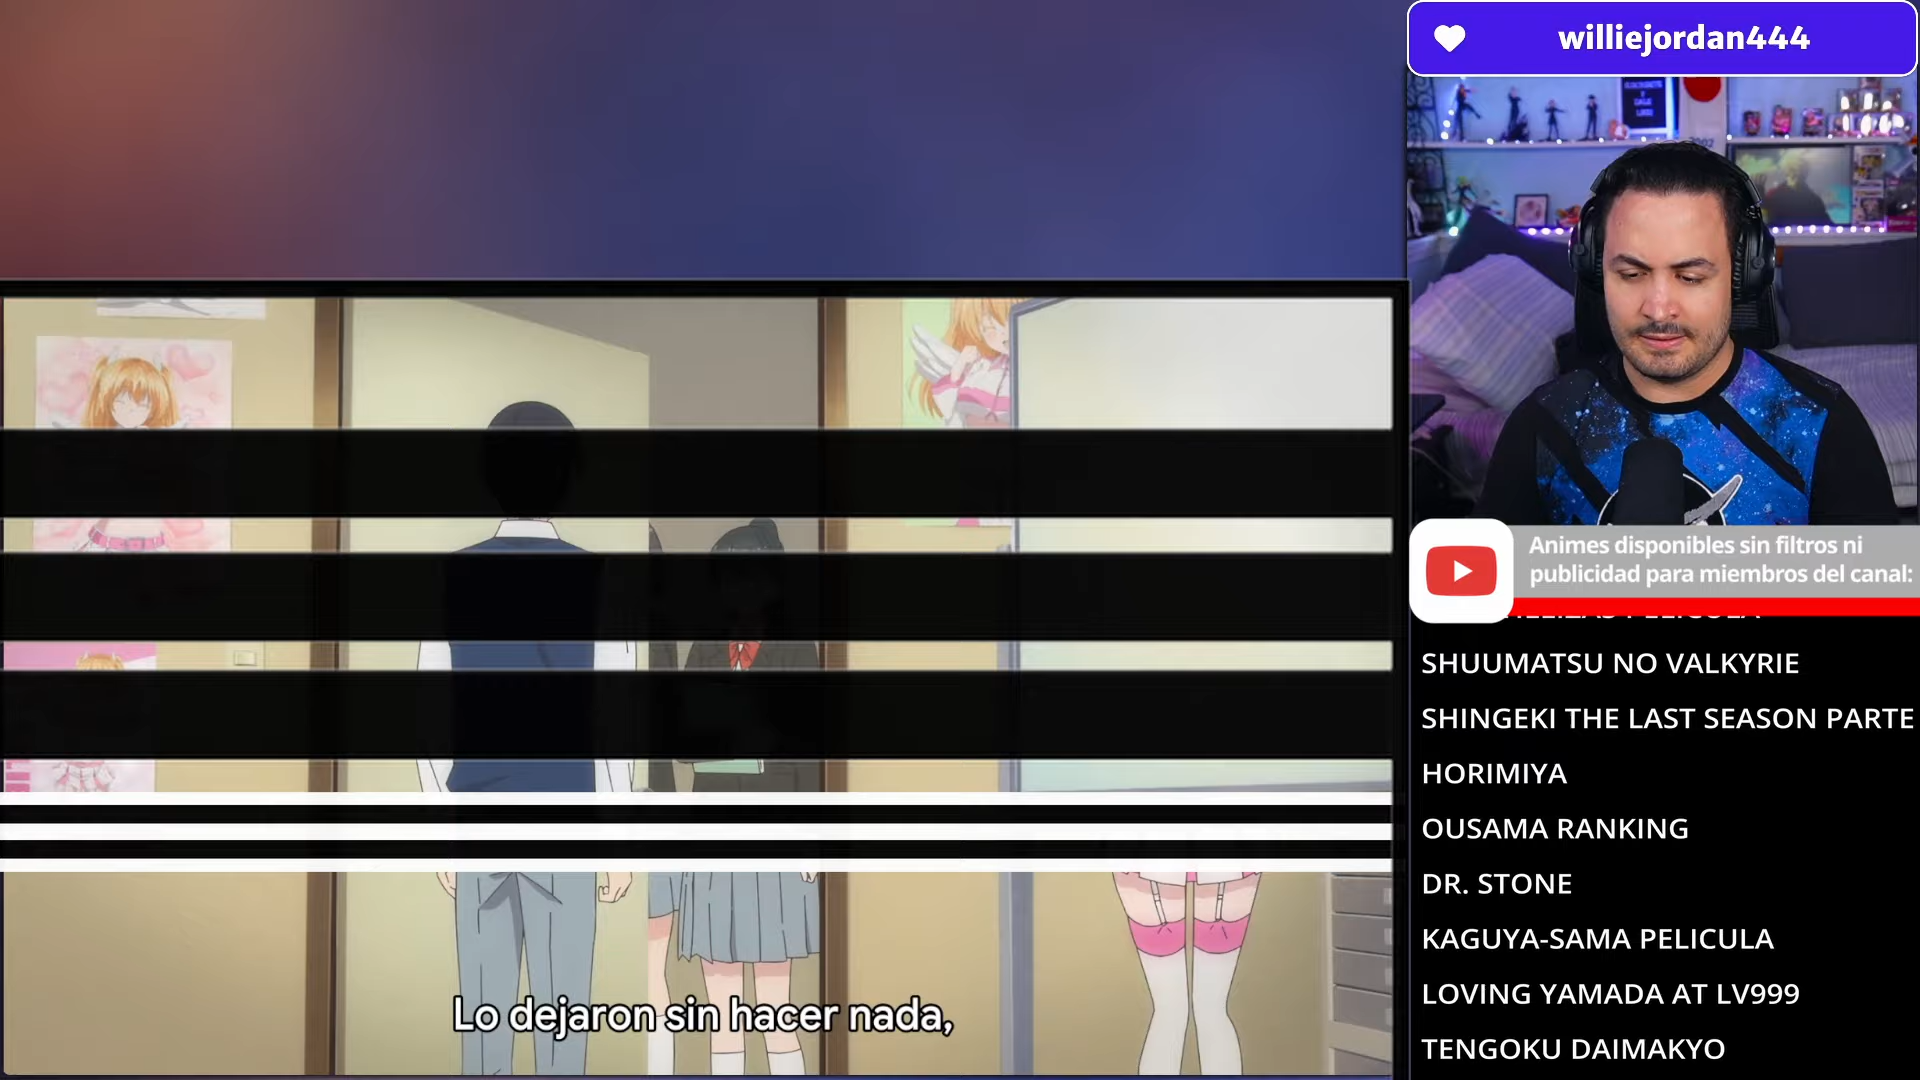 williejordan444
Animes disponibles sin filtros ni
publicidad para miembros del canal:
SHUUMATSU NO VALKYRIE
SHINGEKI THE LAST SEASON PARTE
HORIMIYA
OUSAMA RANKING
DR. STONE
KAGUYA-SAMA PELICULA
LOVING YAMADA AT LV999
TENGOKU DAIMAKYO
Lo dejaron sin hacer nada,